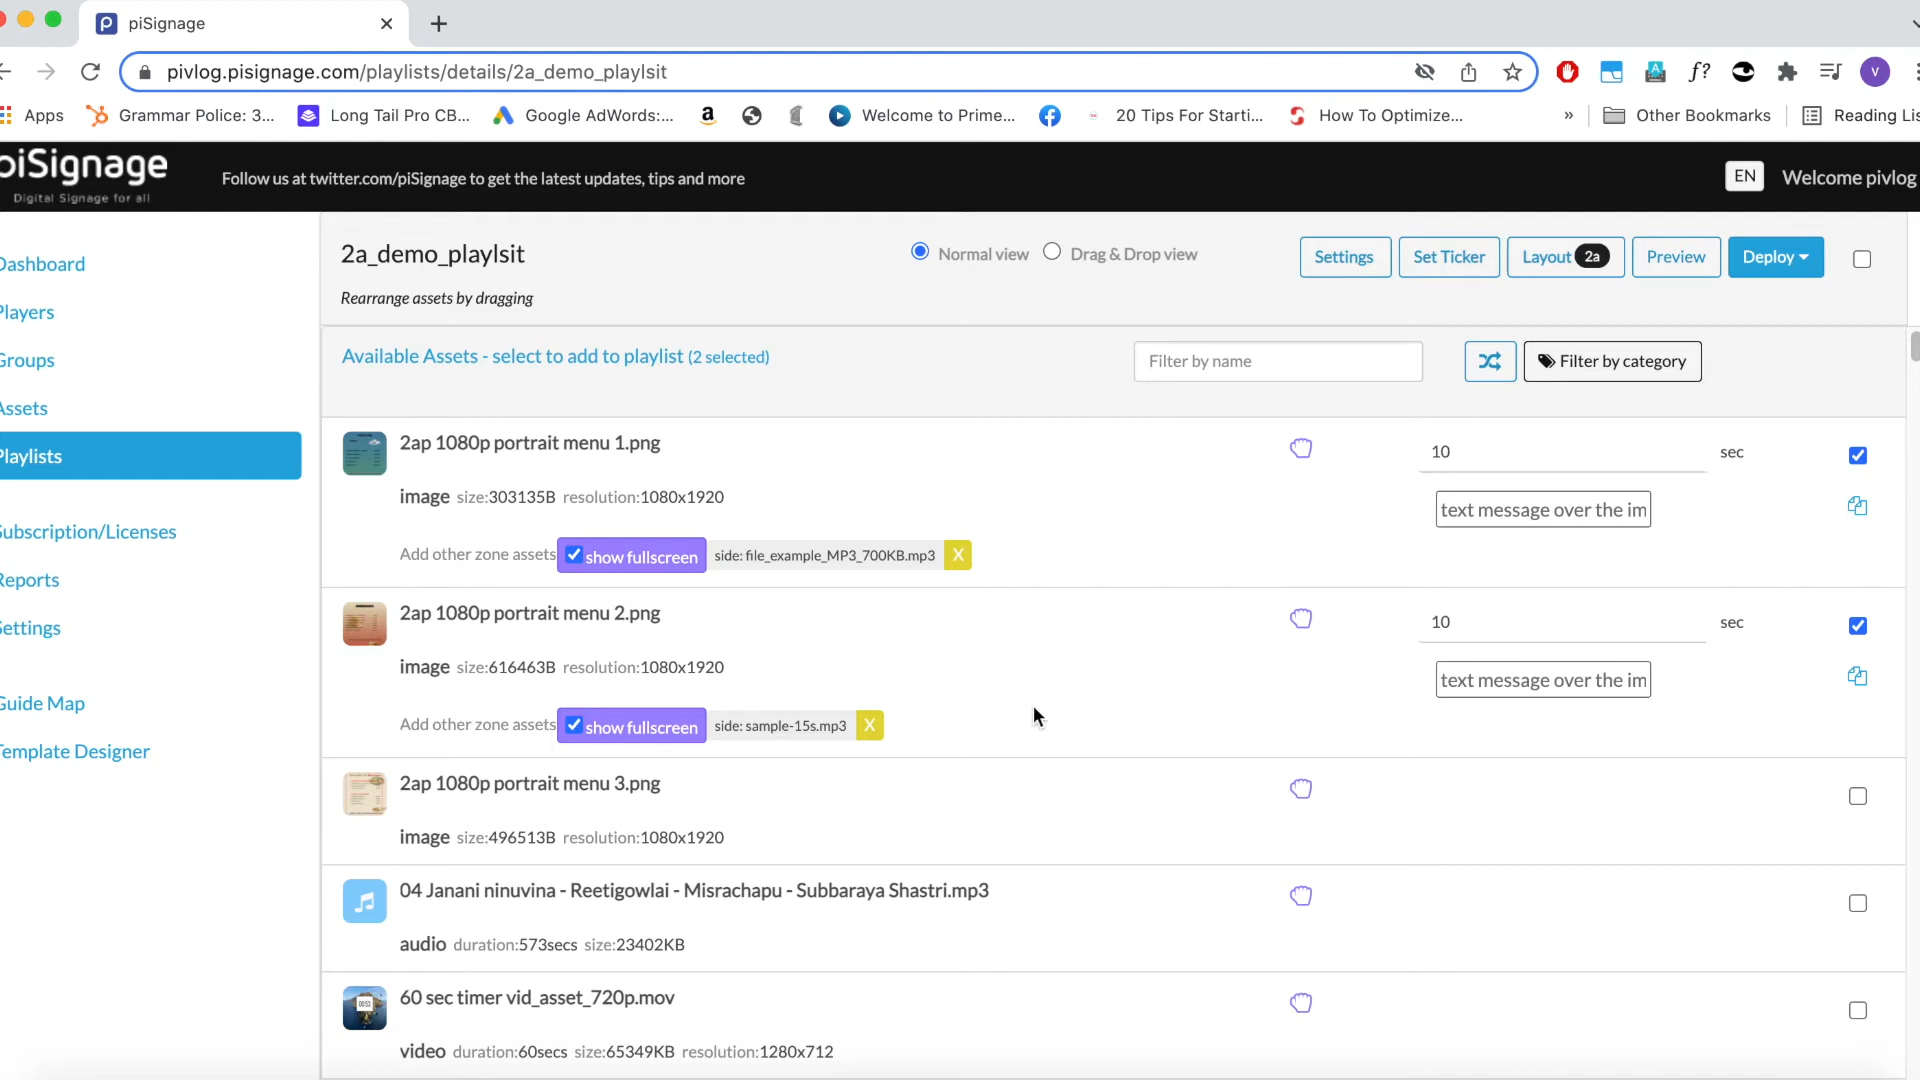 piSignage
pivlog.pisignage.com/playlists/details/2a_demo_playlsit
f?
V
Apps
Grammar Police: 3...
Long Tail Pro CB...
Google AdWords:...
Welcome to Prime...
20 Tips For Starti...
How To Optimize...
»
Other Bookmarks
Reading Lis
piSignage
Digital Signage for all
Follow us at twitter.com/piSignage to get the latest updates, tips and more
EN
Welcome pivlog
Dashboard
Players
Groups
Assets
Playlists
Subscription/Licenses
Reports
Settings
Guide Map
Template Designer
2a_demo_playlsit
Normal view
Drag & Drop view
Settings
Set Ticker
Layout 2a
Preview
Deploy
Rearrange assets by dragging
Available Assets - select to add to playlist (2 selected)
Filter by name
Filter by category
2ap 1080p portrait menu 1.png
10 sec
image size:303135B resolution:1080x1920
text message over the im
Add other zone assets show fullscreen side: file_example_MP3_700KB.mp3 X
2ap 1080p portrait menu 2.png
10 sec
image size:616463B resolution:1080x1920
text message over the im
Add other zone assets show fullscreen side: sample-15s.mp3 X
2ap 1080p portrait menu 3.png
image size:496513B resolution:1080x1920
04 Janani ninuvina - Reetigowlai - Misrachapu - Subbaraya Shastri.mp3
audio duration:573secs size:23402KB
60 sec timer vid_asset_720p.mov
video duration:60secs size:65349KB resolution:1280x712